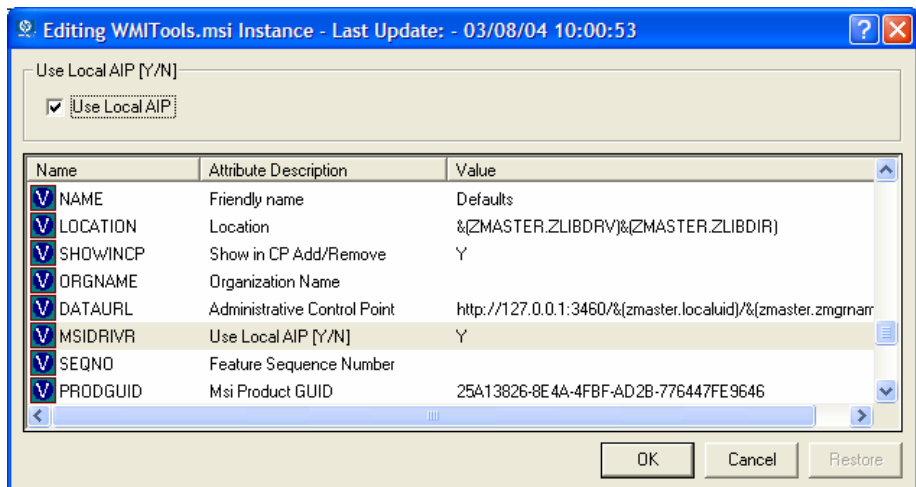 Editing WMITools.msi Instance - Last Update: - 03/08/04 10:00:53
Use Local AIP [Y/N]
Use Local AIP
Name Attribute Description Value
V NAME Friendly name Defaults
V LOCATION Location &(ZMASTER.ZLIBDRV)&(ZMASTER.ZLIBDIR)
V SHOWINCP Show in CP Add/Remove Y
V ORGNAME Organization Name
V DATAURL Administrative Control Point http://127.0.0.1:3460/&(zmaster.localuid)/&(zmaster.zmgrnam
V MSIDRIVR Use Local AIP [Y/N] Y
V SEQNO Feature Sequence Number
V PRODGUID Msi Product GUID 25A13826-8E4A-4FBF-AD2B-776447FE9646
OK Cancel Restore